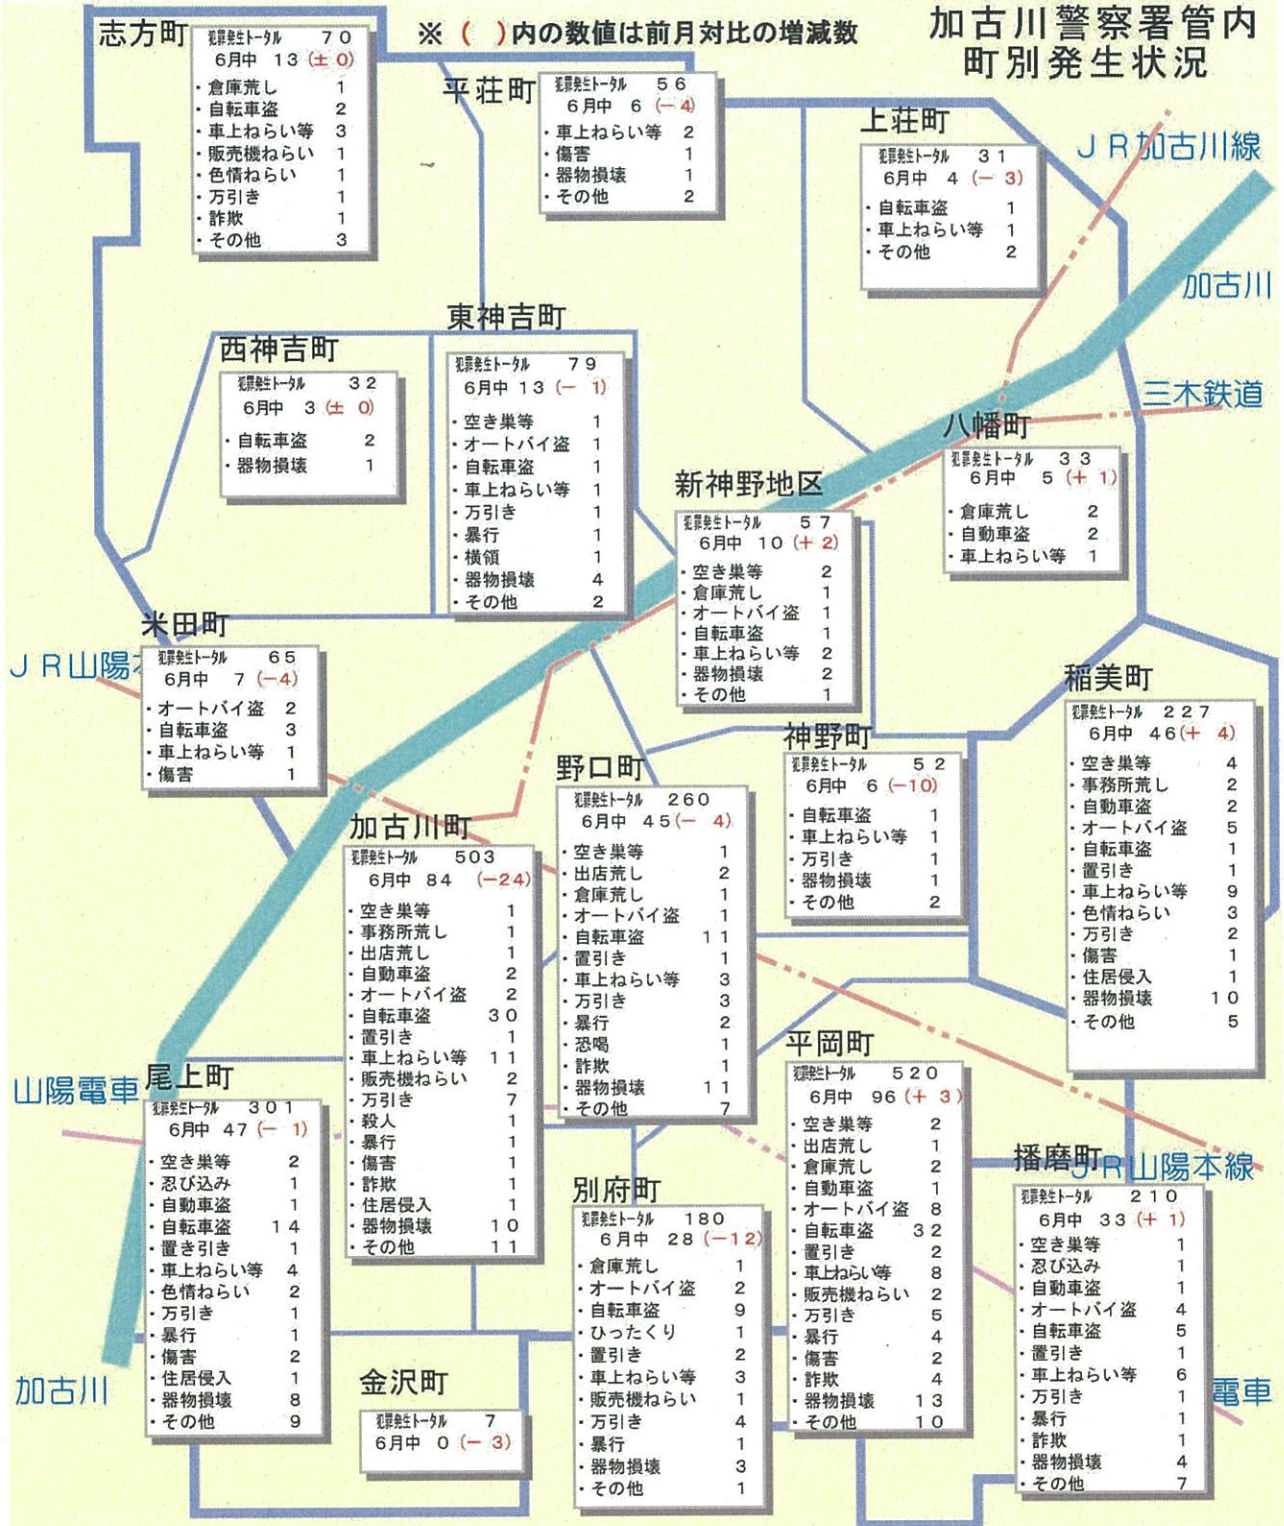 加古川警察署管内
町別発生状況
※（ ）内の数値は前月対比の増減数
志方町
犯罪発生トータル 70
6月中 13 (±0)
・倉庫荒し 1
・自転車盗 2
・車上ねらい等 3
・販売機ねらい 1
・色情ねらい 1
・万引き 1
・詐欺 1
・その他 3
平荘町
犯罪発生トータル 56
6月中 6 (－4)
・車上ねらい等 2
・傷害 1
・器物損壊 1
・その他 2
上荘町
犯罪発生トータル 31
6月中 4 (－3)
・自転車盗 1
・車上ねらい等 1
・その他 2
ＪＲ加古川線
加古川
三木鉄道
西神吉町
犯罪発生トータル 32
6月中 3 (±0)
・自転車盗 2
・器物損壊 1
東神吉町
犯罪発生トータル 79
6月中 13 (－1)
・空き巣等 1
・オートバイ盗 1
・自転車盗 1
・車上ねらい等 1
・万引き 1
・暴行 1
・横領 1
・器物損壊 4
・その他 2
八幡町
犯罪発生トータル 33
6月中 5 (＋1)
・倉庫荒し 2
・自動車盗 2
・車上ねらい等 1
新神野地区
犯罪発生トータル 57
6月中 10 (＋2)
・空き巣等 2
・倉庫荒し 1
・オートバイ盗 1
・自転車盗 1
・車上ねらい等 2
・器物損壊 2
・その他 1
米田町
ＪＲ山陽
犯罪発生トータル 65
6月中 7 (－4)
・オートバイ盗 2
・自転車盗 3
・車上ねらい等 1
・傷害 1
稲美町
犯罪発生トータル 227
6月中 46 (＋4)
・空き巣等 4
・事務所荒し 2
・自動車盗 2
・オートバイ盗 5
・自転車盗 1
・置引き 1
・車上ねらい等 9
・色情ねらい 3
・万引き 2
・傷害 1
・住居侵入 1
・器物損壊 10
・その他 5
神野町
犯罪発生トータル 52
6月中 6 (－10)
・自転車盗 1
・車上ねらい等 1
・万引き 1
・器物損壊 1
・その他 2
野口町
犯罪発生トータル 260
6月中 45 (－4)
・空き巣等 1
・出店荒し 2
・倉庫荒し 1
・オートバイ盗 1
・自転車盗 11
・置引き 1
・車上ねらい等 3
・万引き 3
・暴行 2
・恐喝 1
・詐欺 1
・器物損壊 11
・その他 7
加古川町
犯罪発生トータル 503
6月中 84 (－24)
・空き巣等 1
・事務所荒し 1
・出店荒し 1
・自動車盗 2
・オートバイ盗 2
・自転車盗 30
・置引き 1
・車上ねらい等 11
・販売機ねらい 2
・万引き 7
・殺人 1
・暴行 1
・傷害 1
・詐欺 1
・住居侵入 1
・器物損壊 10
・その他 11
平岡町
犯罪発生トータル 520
6月中 96 (＋3)
・空き巣等 2
・出店荒し 1
・倉庫荒し 2
・自動車盗 1
・オートバイ盗 8
・自転車盗 32
・置引き 2
・車上ねらい等 8
・販売機ねらい 2
・万引き 5
・暴行 4
・傷害 2
・詐欺 4
・器物損壊 13
・その他 10
山陽電車
尾上町
犯罪発生トータル 301
6月中 47 (－1)
・空き巣等 2
・忍び込み 1
・自動車盗 1
・自転車盗 14
・置き引き 1
・車上ねらい等 4
・色情ねらい 2
・万引き 1
・暴行 1
・傷害 2
・住居侵入 1
・器物損壊 8
・その他 9
加古川
別府町
犯罪発生トータル 180
6月中 28 (－12)
・倉庫荒し 1
・オートバイ盗 2
・自転車盗 9
・ひったくり 1
・置引き 2
・車上ねらい等 3
・販売機ねらい 1
・万引き 4
・暴行 1
・器物損壊 3
・その他 1
播磨町
ＪＲ山陽本線
犯罪発生トータル 210
6月中 33 (＋1)
・空き巣等 1
・忍び込み 1
・自動車盗 1
・オートバイ盗 4
・自転車盗 5
・置引き 1
・車上ねらい等 6
・万引き 1
・暴行 1
・詐欺 1
・器物損壊 4
・その他 7
電車
金沢町
犯罪発生トータル 7
6月中 0 (－3)